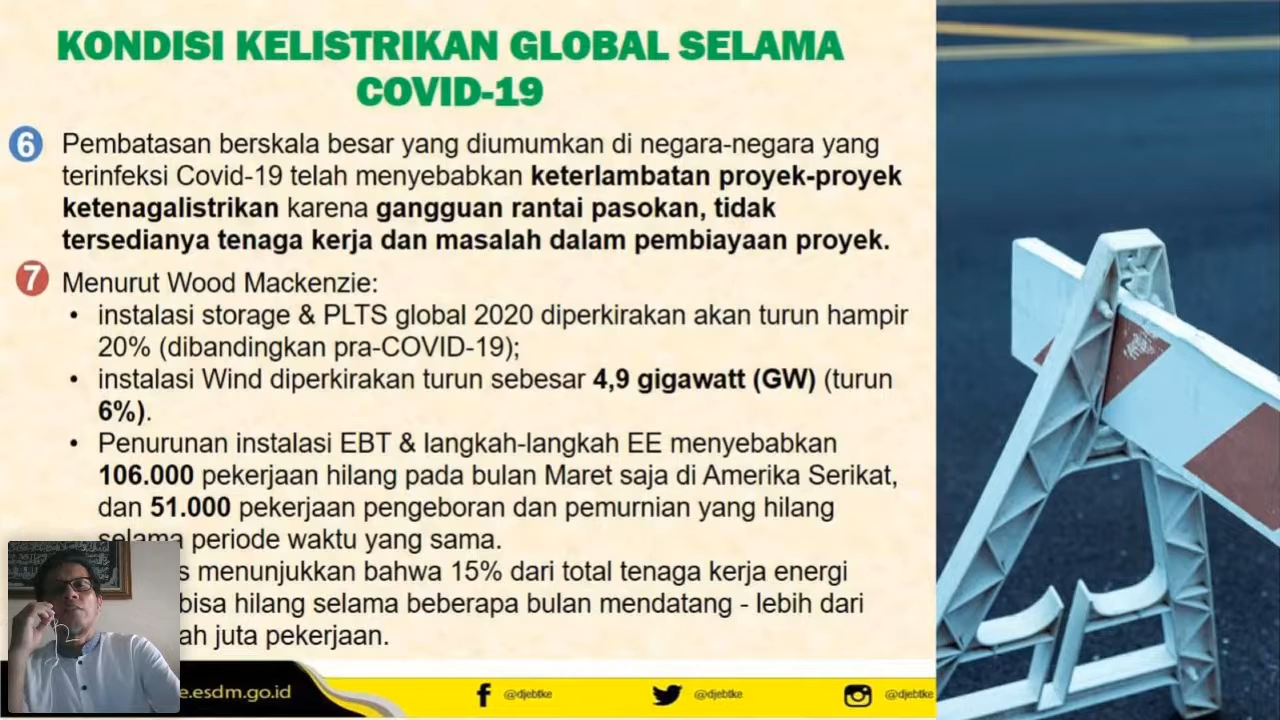 KONDISI KELISTRIKAN GLOBAL SELAMA
COVID-19
6 Pembatasan berskala besar yang diumumkan di negara-negara yang
terinfeksi Covid-19 telah menyebabkan keterlambatan proyek-proyek
ketenagalistrikan karena gangguan rantai pasokan, tidak
tersedianya tenaga kerja dan masalah dalam pembiayaan proyek.
7 Menurut Wood Mackenzie:
• instalasi storage & PLTS global 2020 diperkirakan akan turun hampir
20% (dibandingkan pra-COVID-19);
• instalasi Wind diperkirakan turun sebesar 4,9 gigawatt (GW) (turun
6%).
• Penurunan instalasi EBT & langkah-langkah EE menyebabkan
106.000 pekerjaan hilang pada bulan Maret saja di Amerika Serikat,
dan 51.000 pekerjaan pengeboran dan pemurnian yang hilang
selama periode waktu yang sama.
menunjukkan bahwa 15% dari total tenaga kerja energi
bisa hilang selama beberapa bulan mendatang - lebih dari
juta pekerjaan.
e.esdm.go.id
@djebtke
@djebtke
@djebtke